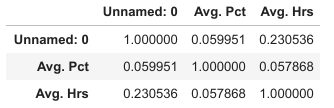 Unnamed: 0 Avg. Pct Avg. Hrs
Unnamed: 0 1.000000 0.059951 0.230536
Avg. Pct 0.059951 1.000000 0.057868
Avg. Hrs 0.230536 0.057868 1.000000